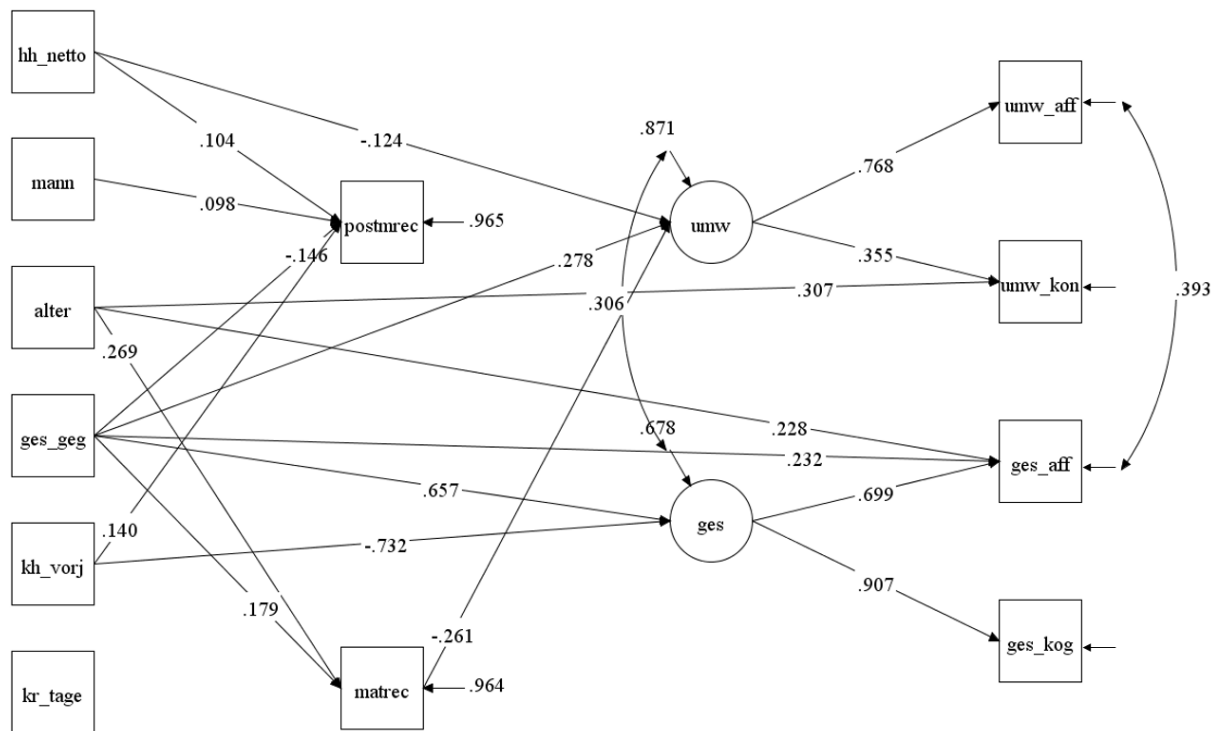 hh_netto
mann
alter
ges_geg
kh_vorj
kr_tage
.104
-.124
.098
-.146
.278
.307
.269
.228
.232
.657
.140
-.732
.179
postmrec
.965
matrec
.964
-.261
.871
umw
.306
.678
ges
.768
.355
.699
.907
umw_aff
umw_kon
ges_aff
ges_kog
.393